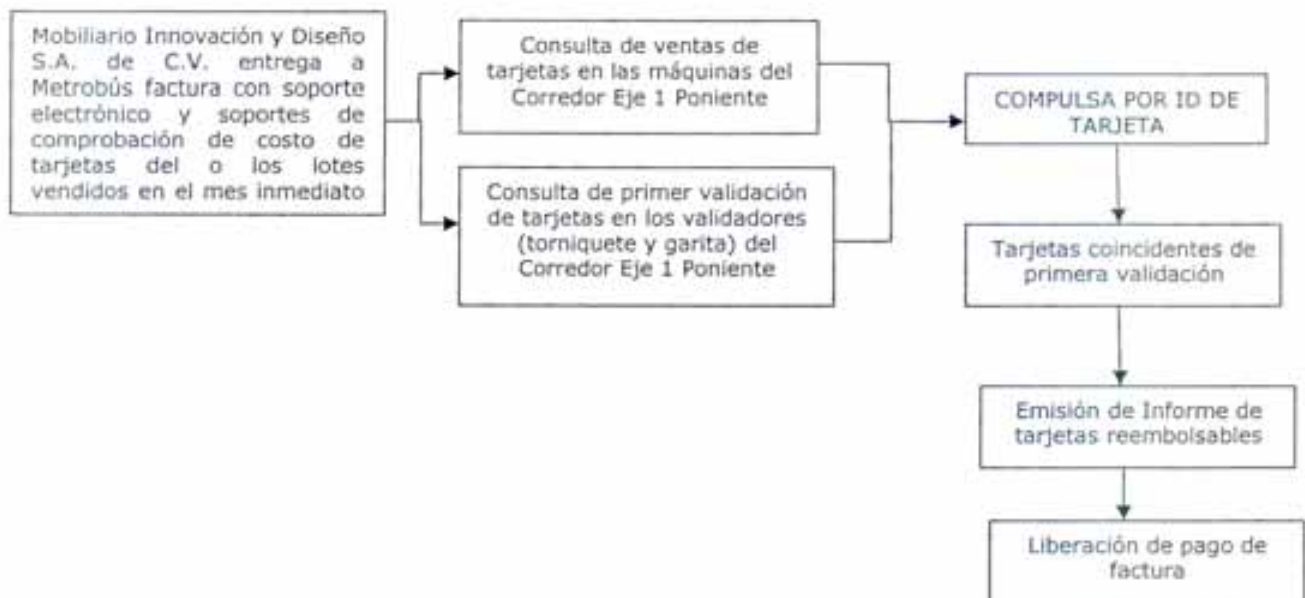 Mobiliario Innovación y Diseño
S.A. de C.V. entrega a
Metrobús factura con soporte
electrónico y soportes de
comprobación de costo de
tarjetas del o los lotes
vendidos en el mes inmediato
Consulta de ventas de
tarjetas en las máquinas del
Corredor Eje 1 Poniente
Consulta de primer validación
de tarjetas en los validadores
(torniquete y garita) del
Corredor Eje 1 Poniente
COMPULSA POR ID DE
TARJETA
Tarjetas coincidentes de
primera validación
Emisión de Informe de
tarjetas reembolsables
Liberación de pago de
factura